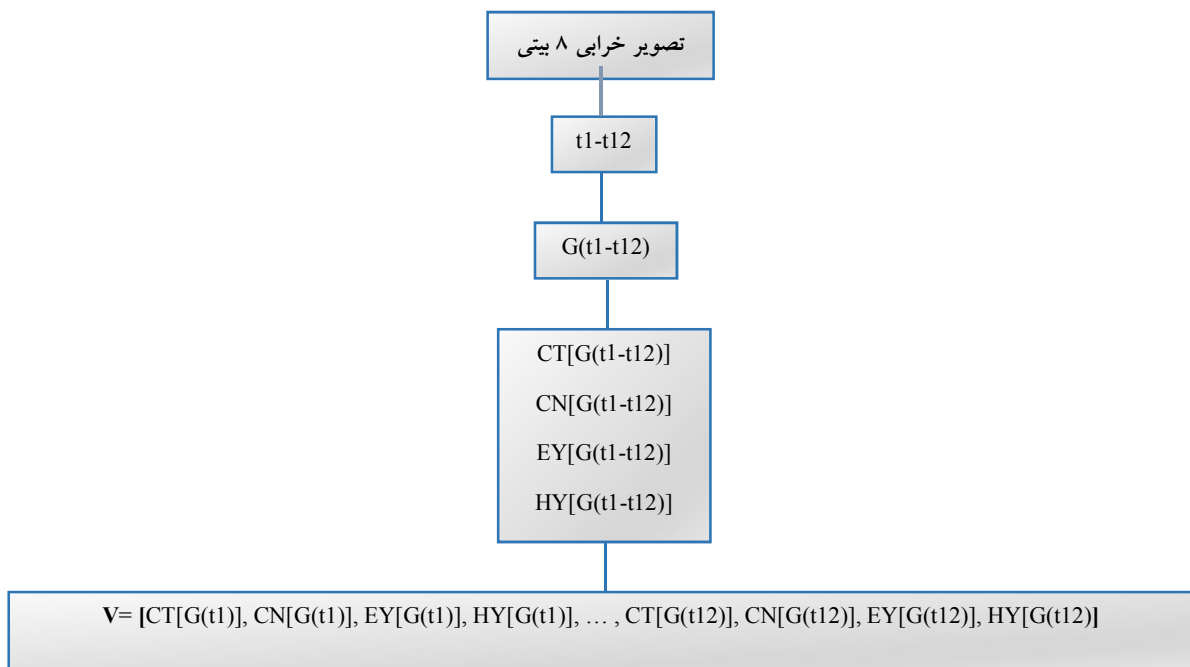 تصویر خرابی ۸ بیتی
t1-t12
G(t1-t12)
CT[G(t1-t12)]
CN[G(t1-t12)]
EY[G(t1-t12)]
HY[G(t1-t12)]
V= [CT[G(t1)], CN[G(t1)], EY[G(t1)], HY[G(t1)], … , CT[G(t12)], CN[G(t12)], EY[G(t12)], HY[G(t12)]